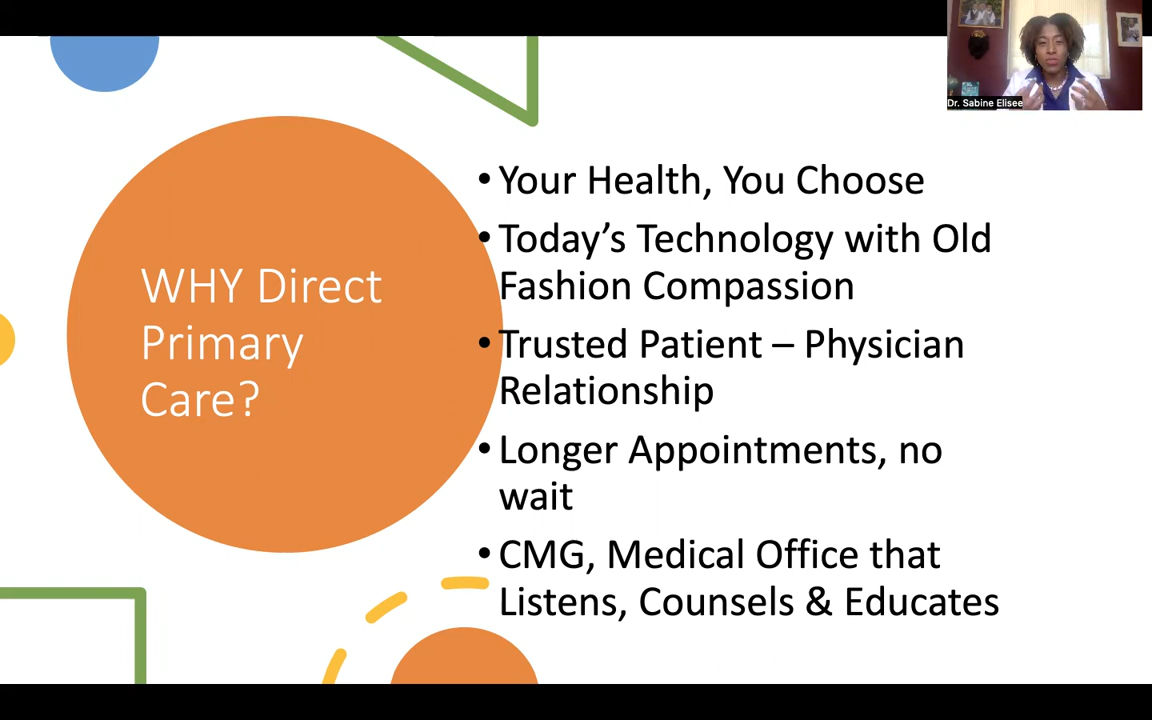 Dr. Sabine Elisee
WHY Direct
Primary
Care?
• Your Health, You Choose
• Today’s Technology with Old
Fashion Compassion
• Trusted Patient – Physician
Relationship
• Longer Appointments, no
wait
• CMG, Medical Office that
Listens, Counsels & Educates